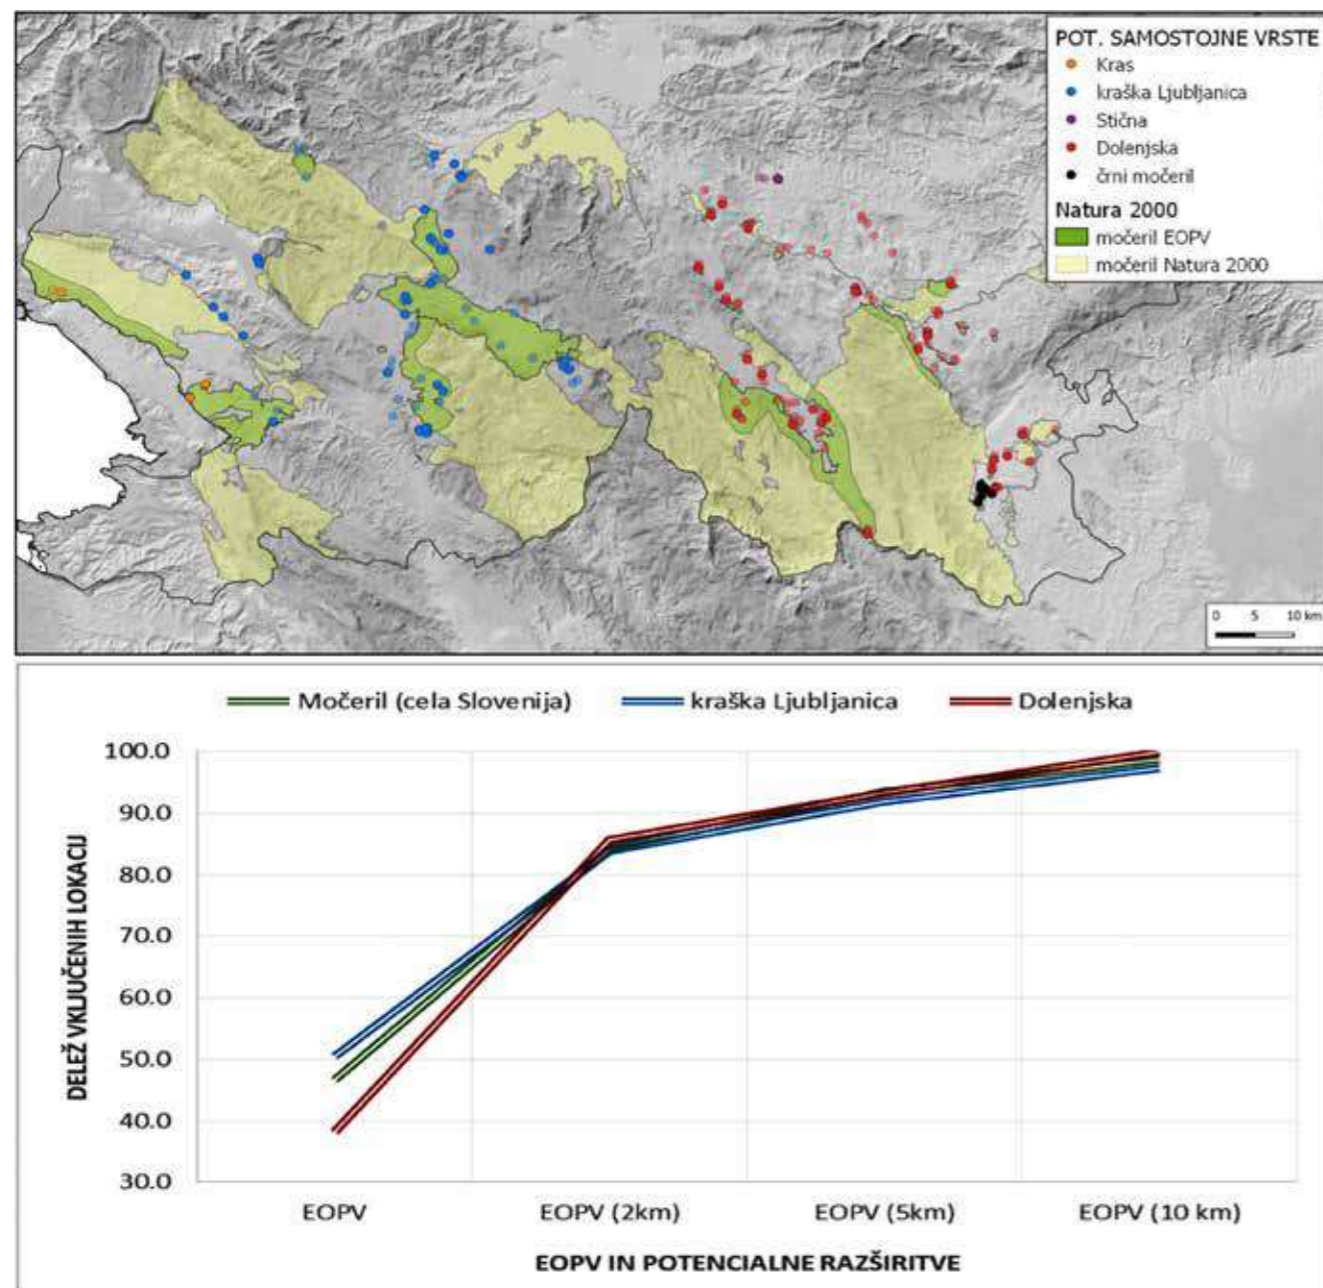 POT. SAMOSTOJNE VRSTE
Kras
kraška Ljubljanica
Stična
Dolenjska
črni močeril
Natura 2000
močeril EOPV
močeril Natura 2000
0 5 10 km
Močeril (cela Slovenija) kraška Ljubljanica Dolenjska
DELEŽ VKLJUČENIH LOKACIJ
100.0
90.0
80.0
70.0
60.0
50.0
40.0
30.0
EOPV EOPV (2km) EOPV (5km) EOPV (10 km)
EOPV IN POTENCIALNE RAZŠIRITVE